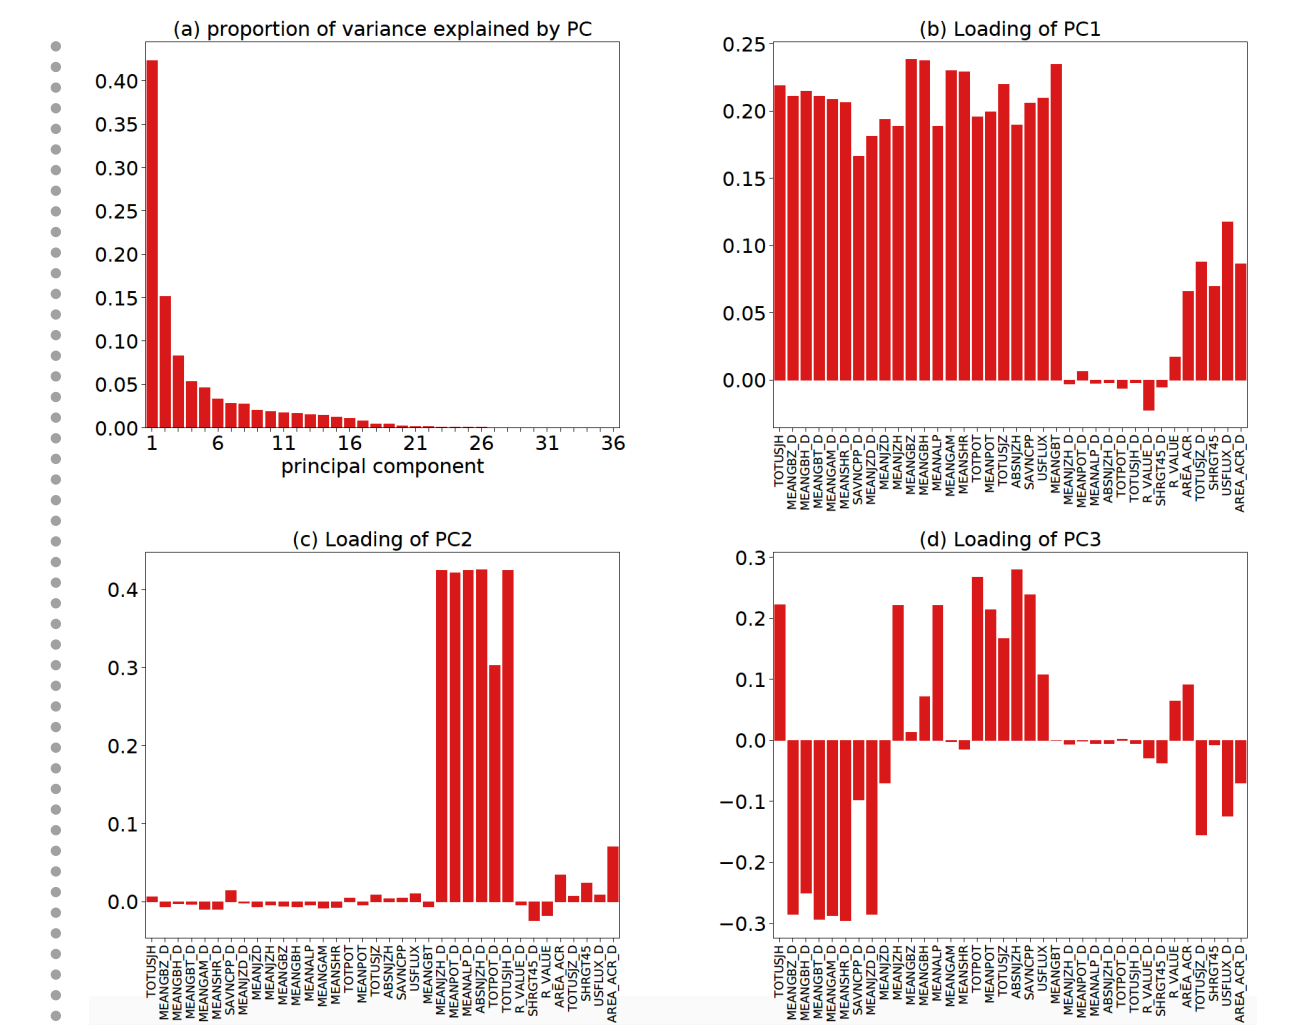 (a) proportion of variance explained by PC
0.40
0.35
0.30
0.25
0.20
0.15
0.10
0.05
0.00
1 6 11 16 21 26 31 36
principal component
(b) Loading of PC1
0.25
0.20
0.15
0.10
0.05
0.00
TOTUSJH
MEANGBZ_D
MEANGBH_D
MEANGBT_D
MEANGAM_D
MEANSHR_D
SAVNCPP_D
MEANJZD_D
MEANJZD
MEANJZH
MEANGBZ
MEANGBH
MEANALP
MEANGAM
MEANSHR
TOTPOT
MEANPOT
TOTUSJZ
ABSNJZH
SAVNCPP
USFLUX
MEANGBT
MEANJZH_D
MEANPOT_D
MEANALP_D
ABSNJZH_D
TOTPOT_D
TOTUSJH_D
R_VALUE_D
SHRGT45_D
R_VALUE
AREA_ACR
TOTUSJZ_D
SHRGT45
USFLUX_D
AREA_ACR_D
(c) Loading of PC2
0.4
0.3
0.2
0.1
0.0
TOTUSJH
MEANGBZ_D
MEANGBH_D
MEANGBT_D
MEANGAM_D
MEANSHR_D
SAVNCPP_D
MEANJZD_D
MEANJZD
MEANJZH
MEANGBZ
MEANGBH
MEANALP
MEANGAM
MEANSHR
TOTPOT
MEANPOT
TOTUSJZ
ABSNJZH
SAVNCPP
USFLUX
MEANGBT
MEANJZH_D
MEANPOT_D
MEANALP_D
ABSNJZH_D
TOTPOT_D
TOTUSJH_D
R_VALUE_D
SHRGT45_D
R_VALUE
AREA_ACR
TOTUSJZ_D
SHRGT45
USFLUX_D
AREA_ACR_D
(d) Loading of PC3
0.3
0.2
0.1
0.0
−0.1
−0.2
−0.3
TOTUSJH
MEANGBZ_D
MEANGBH_D
MEANGBT_D
MEANGAM_D
MEANSHR_D
SAVNCPP_D
MEANJZD_D
MEANJZD
MEANJZH
MEANGBZ
MEANGBH
MEANALP
MEANGAM
MEANSHR
TOTPOT
MEANPOT
TOTUSJZ
ABSNJZH
SAVNCPP
USFLUX
MEANGBT
MEANJZH_D
MEANPOT_D
MEANALP_D
ABSNJZH_D
TOTPOT_D
TOTUSJH_D
R_VALUE_D
SHRGT45_D
R_VALUE
AREA_ACR
TOTUSJZ_D
SHRGT45
USFLUX_D
AREA_ACR_D